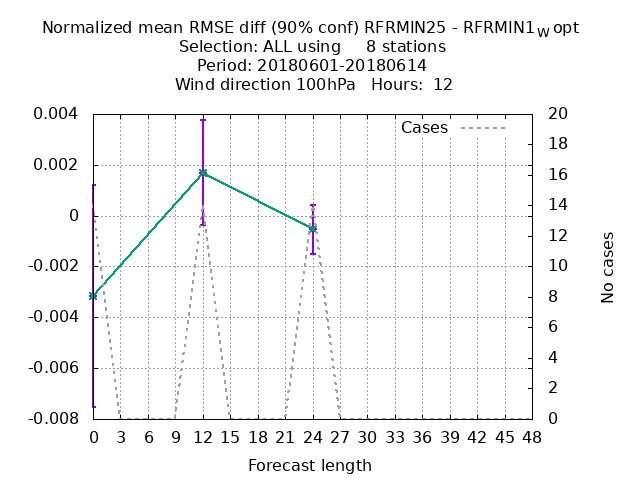 Normalized mean RMSE diff (90% conf) RFRMIN25 - RFRMIN1w opt
Selection: ALL using     8 stations
Period: 20180601-20180614
Wind direction 100hPa   Hours:  12
Cases
0.004
0.002
0
-0.002
-0.004
-0.006
-0.008
20
18
16
14
12
10
8
6
4
2
0
No cases
0 3 6 9 12 15 18 21 24 27 30 33 36 39 42 45 48
Forecast length